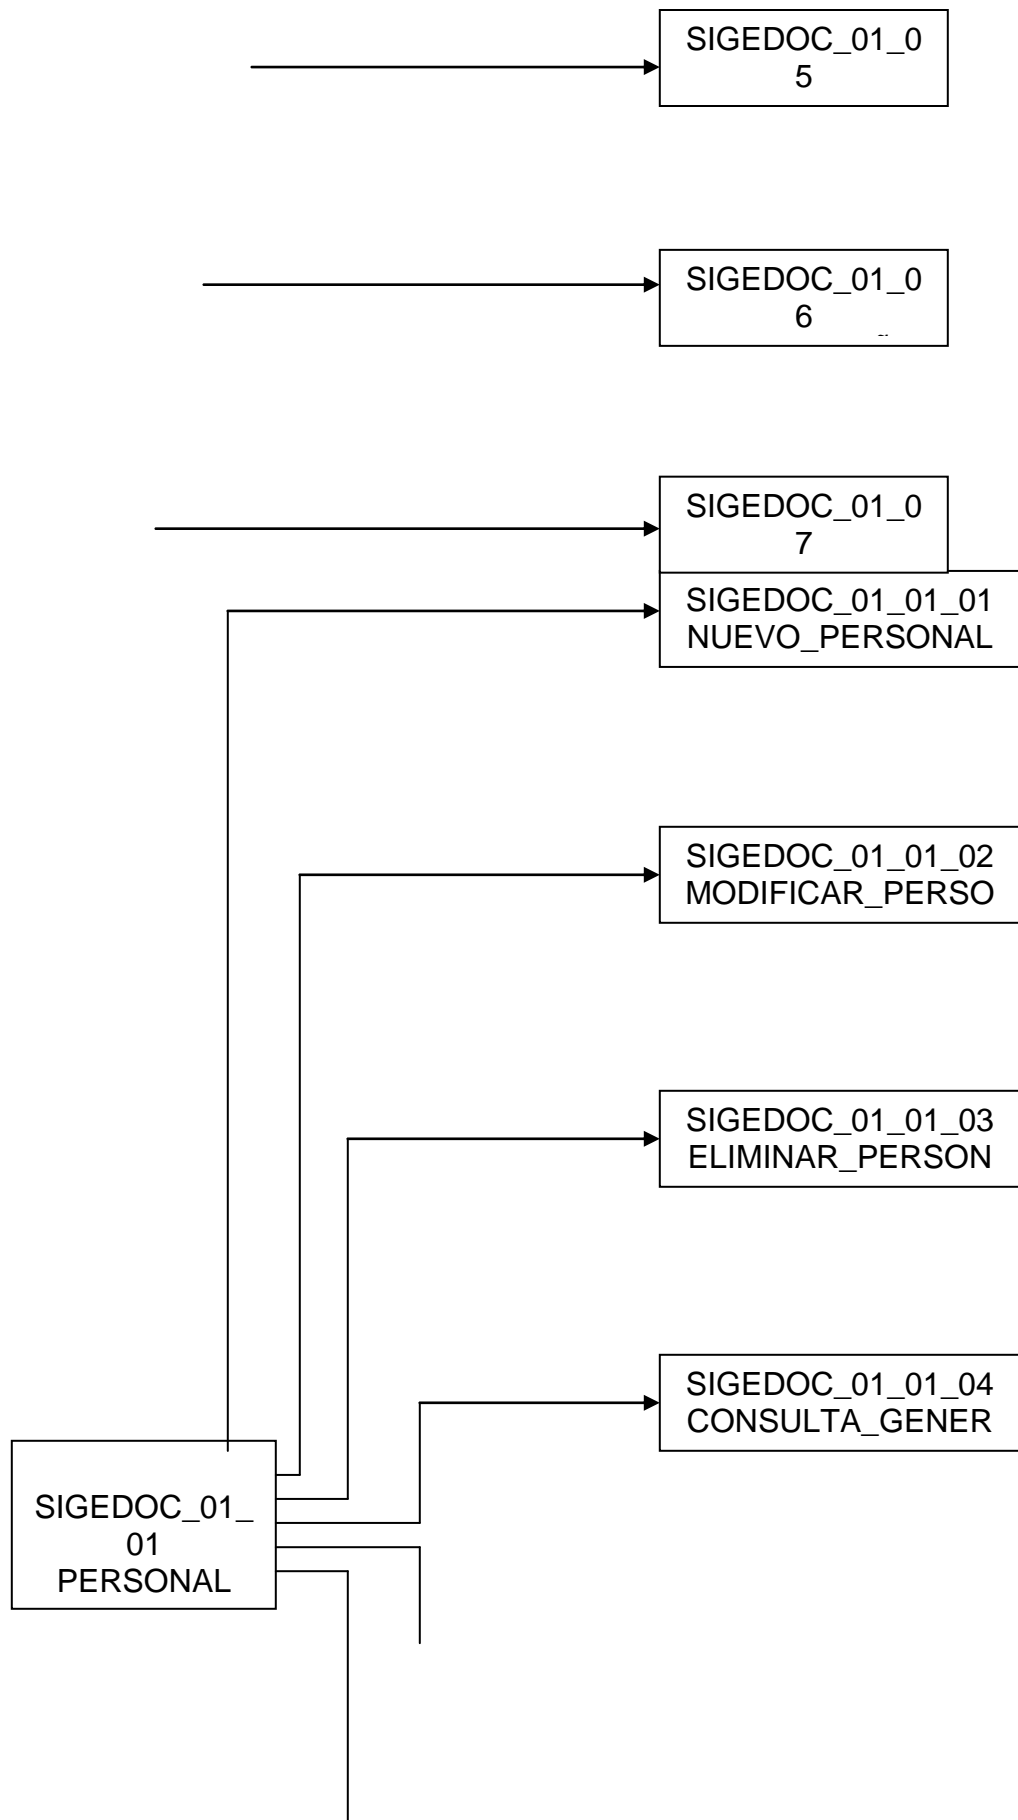 SIGEDOC_01_0
5
SIGEDOC_01_0
6
SIGEDOC_01_0
7
SIGEDOC_01_01_01
NUEVO_PERSONAL
SIGEDOC_01_01_02
MODIFICAR_PERSO
SIGEDOC_01_01_03
ELIMINAR_PERSON
SIGEDOC_01_01_04
CONSULTA_GENER
SIGEDOC_01_
01
PERSONAL